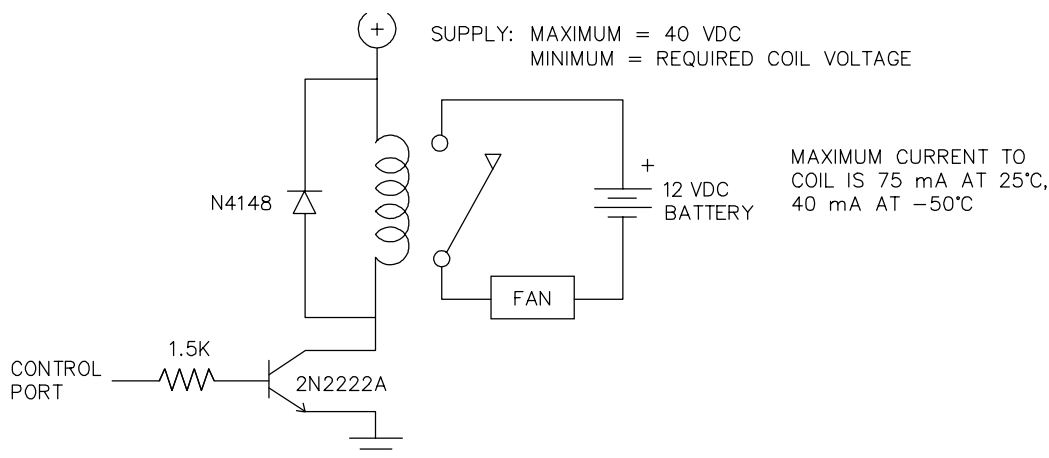 +
SUPPLY: MAXIMUM = 40 VDC
MINIMUM = REQUIRED COIL VOLTAGE
N4148
+
12 VDC
BATTERY
MAXIMUM CURRENT TO
COIL IS 75 mA AT 25°C,
40 mA AT −50°C
FAN
1.5K
CONTROL
PORT
2N2222A